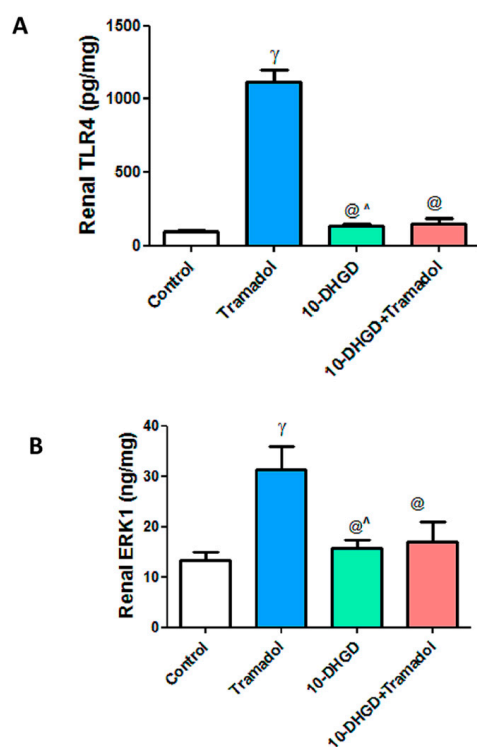 A
Renal TLR4 (pg/mg)
1500
1000
500
0
γ
@ ^
@
Control
Tramadol
10-DHGD
10-DHGD+Tramadol
B
Renal ERK1 (ng/mg)
40
30
20
10
0
γ
@^
@
Control
Tramadol
10-DHGD
10-DHGD+Tramadol